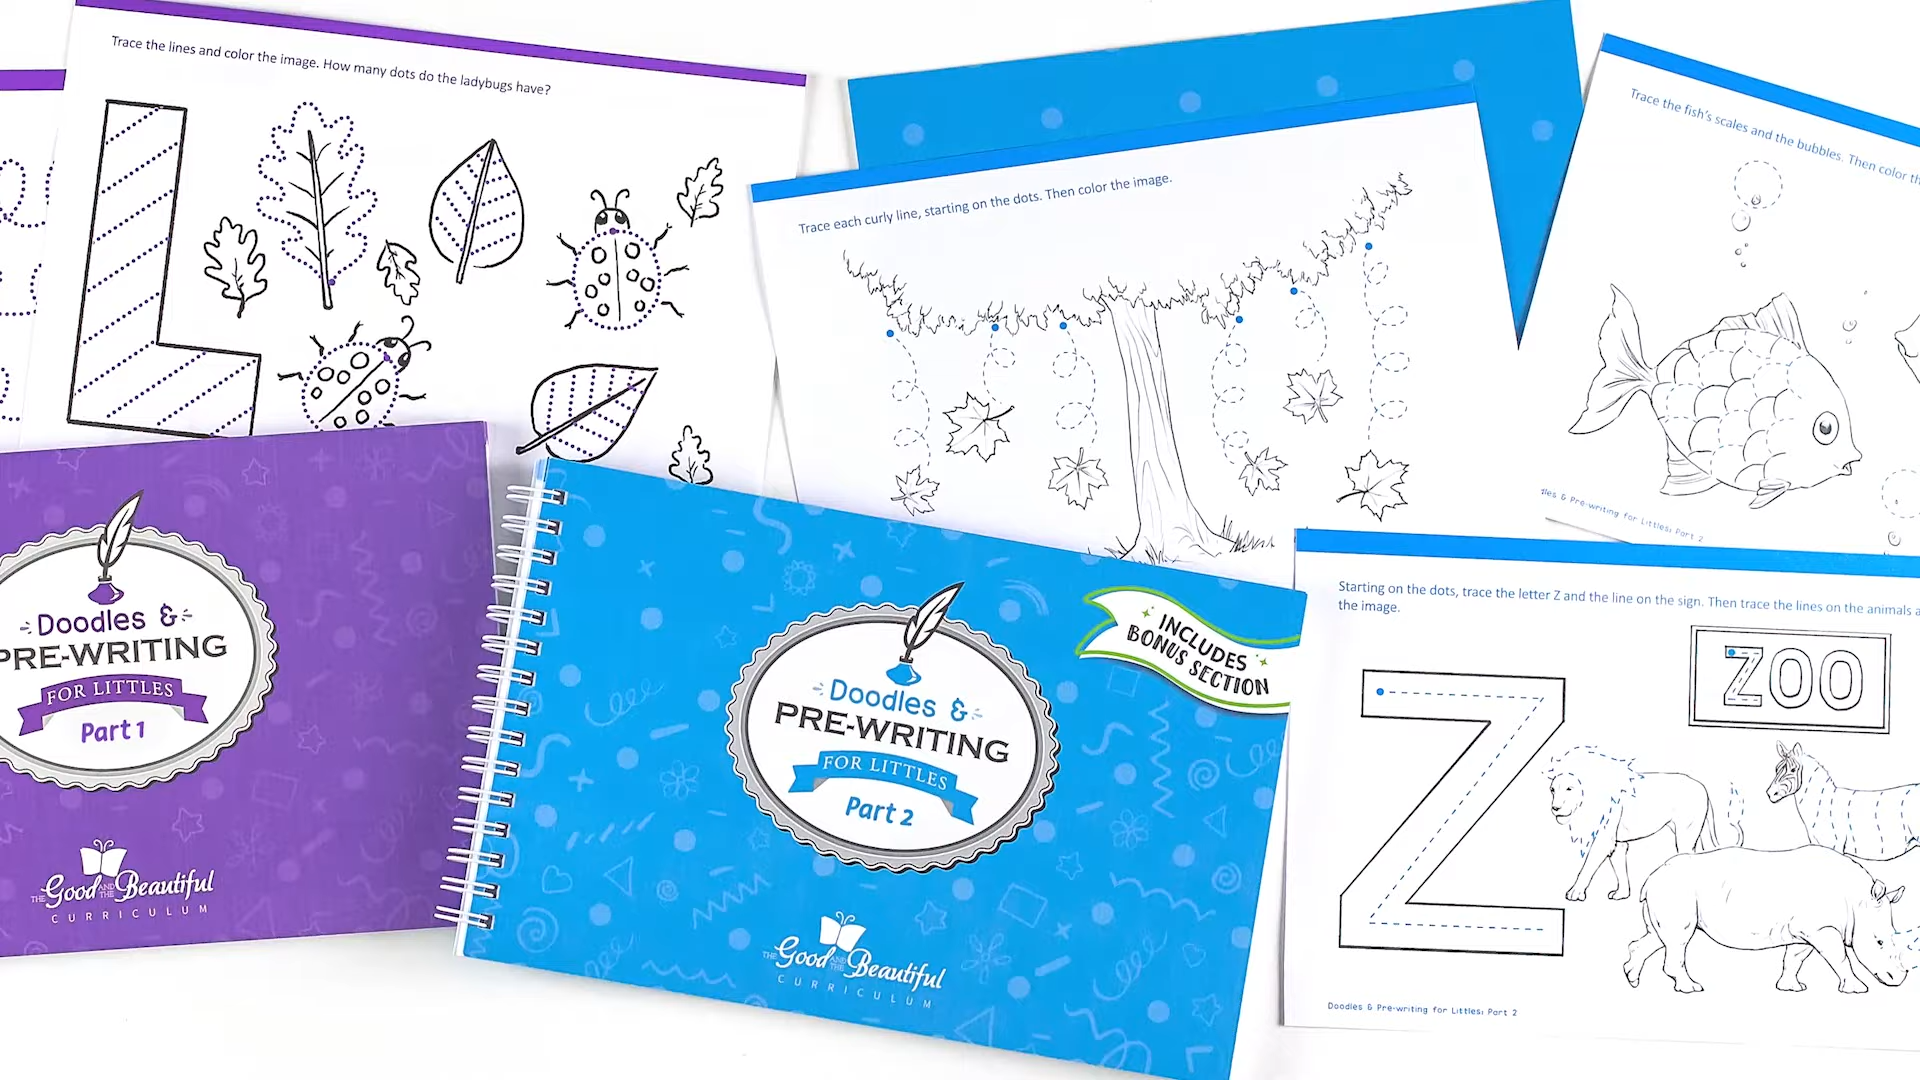 Trace the lines and color the image. How many dots do the ladybugs have?
Trace each curly line, starting on the dots. Then color the image.
Trace the fish's scales and the bubbles. Then color th
& Pre-writing for Littles: Part 2
Doodles &
PRE-WRITING
FOR LITTLES
Part 1
THE Good AND THE Beautiful
CURRICULUM
INCLUDES
BONUS SECTION
Doodles &
PRE-WRITING
FOR LITTLES
Part 2
THE Good AND THE Beautiful
CURRICULUM
Starting on the dots, trace the letter Z and the line on the sign. Then trace the lines on the animals
the image.
Z
ZOO
Doodles & Pre-writing for Littles: Part 2